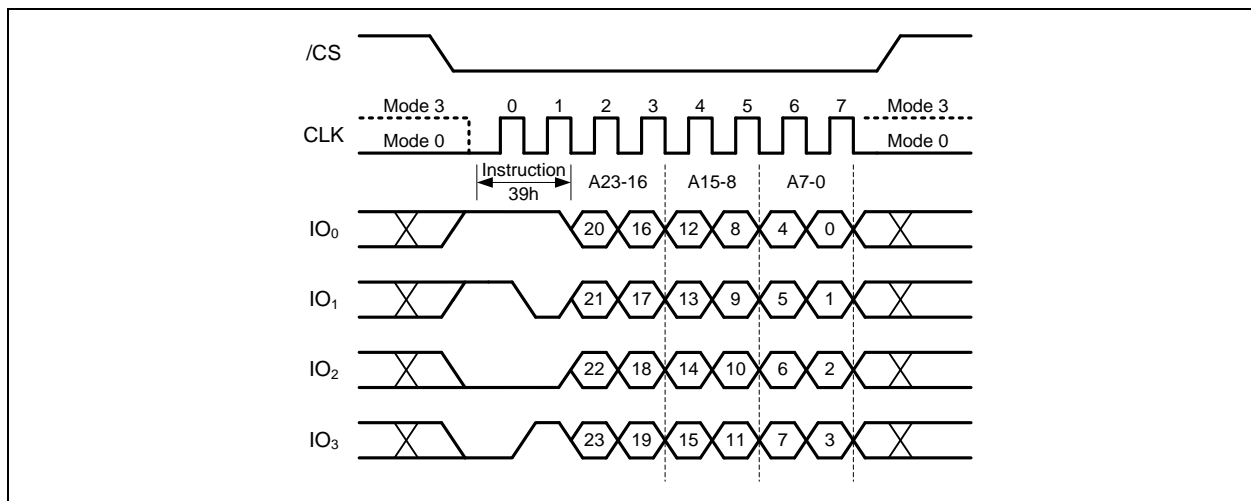 /CS
Mode 3 0 1 2 3 4 5 6 7 Mode 3
CLK Mode 0 Mode 0
Instruction A23-16 A15-8 A7-0
39h
IO₀ 20 16 12 8 4 0
IO₁ 21 17 13 9 5 1
IO₂ 22 18 14 10 6 2
IO₃ 23 19 15 11 7 3